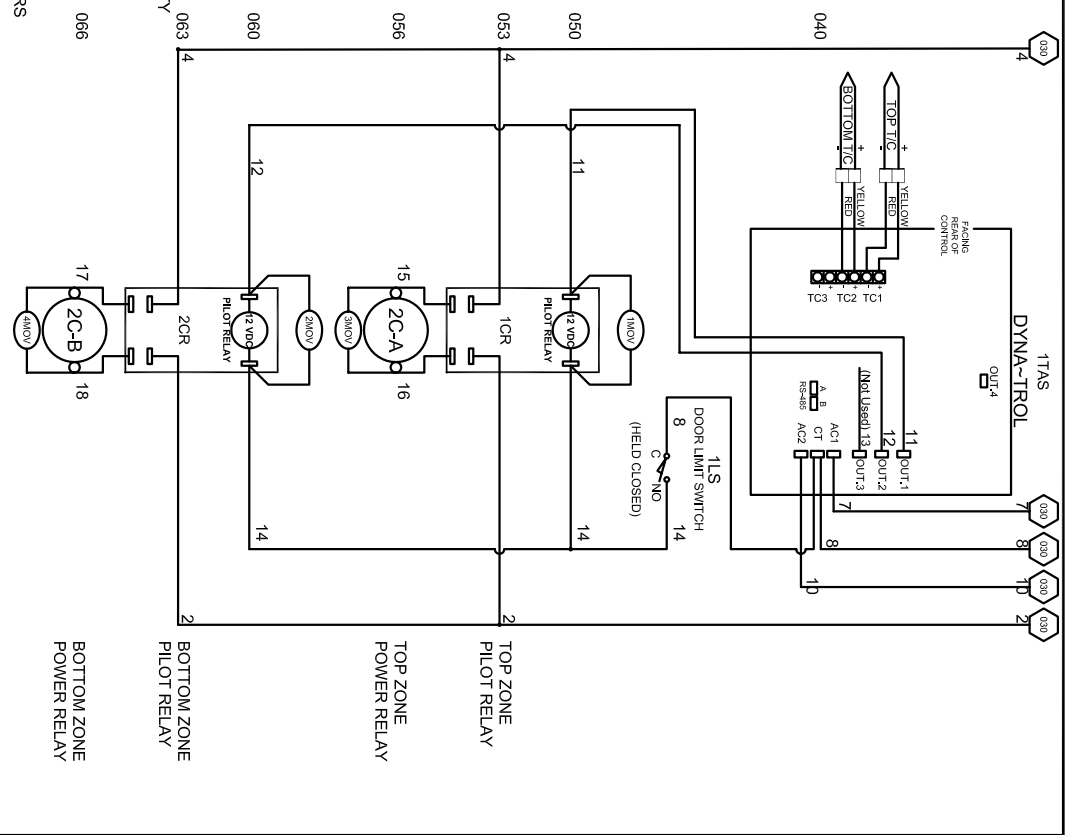 030
4
7
030
8
030
10
030
2
030
040
TOP T/C
+
-
YELLOW
RED
BOTTOM T/C
+
-
YELLOW
RED
FACING
REAR OF
CONTROL
1TAS
DYNA~TROL
OUT.4
TC1
TC2
TC3
+
-
+
-
+
-
11
OUT.1
12
OUT.2
(Not Used) 13
OUT.3
A B
RS-485
AC1
CT
AC2
7
8
10
1LS
DOOR LIMIT SWITCH
8
14
C
NO
(HELD CLOSED)
050
11
14
1MOV
12 VDC
PILOT RELAY
1CR
053
4
2
TOP ZONE
PILOT RELAY
056
15
2C-A
16
3MOV
TOP ZONE
POWER RELAY
060
12
14
2MOV
12 VDC
PILOT RELAY
2CR
063
4
2
BOTTOM ZONE
PILOT RELAY
066
17
2C-B
18
4MOV
BOTTOM ZONE
POWER RELAY
TY
RS